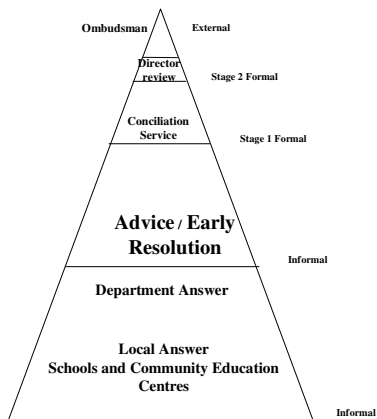 Ombudsman External
Director
review
Stage 2 Formal
Conciliation
Service
Stage 1 Formal
Advice / Early
Resolution
Informal
Department Answer
Local Answer
Schools and Community Education
Centres
Informal